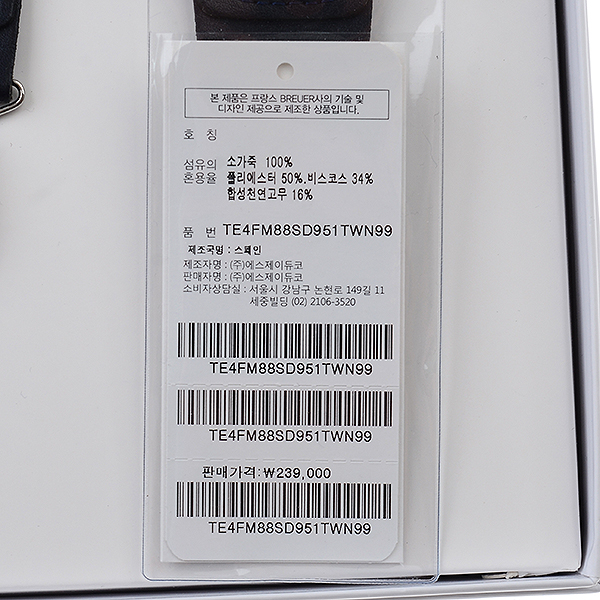 본 제품은 프랑스 BREUER사의 기술 및
디자인 제공으로 제조한 상품입니다.
호 칭
섬유의 소가죽 100%
혼용율 폴리에스터 50%.비스코스 34%
합성천연고무 16%
품 번 TE4FM88SD951TWN99
제조국명 : 스페인
제조자명 : (주)에스제이듀코
판매자명 : (주)에스제이듀코
소비자상담실 : 서울시 강남구 논현로 149길 11
세중빌딩 (02) 2106-3520
TE4FM88SD951TWN99
TE4FM88SD951TWN99
판매가격:₩239,000
TE4FM88SD951TWN99